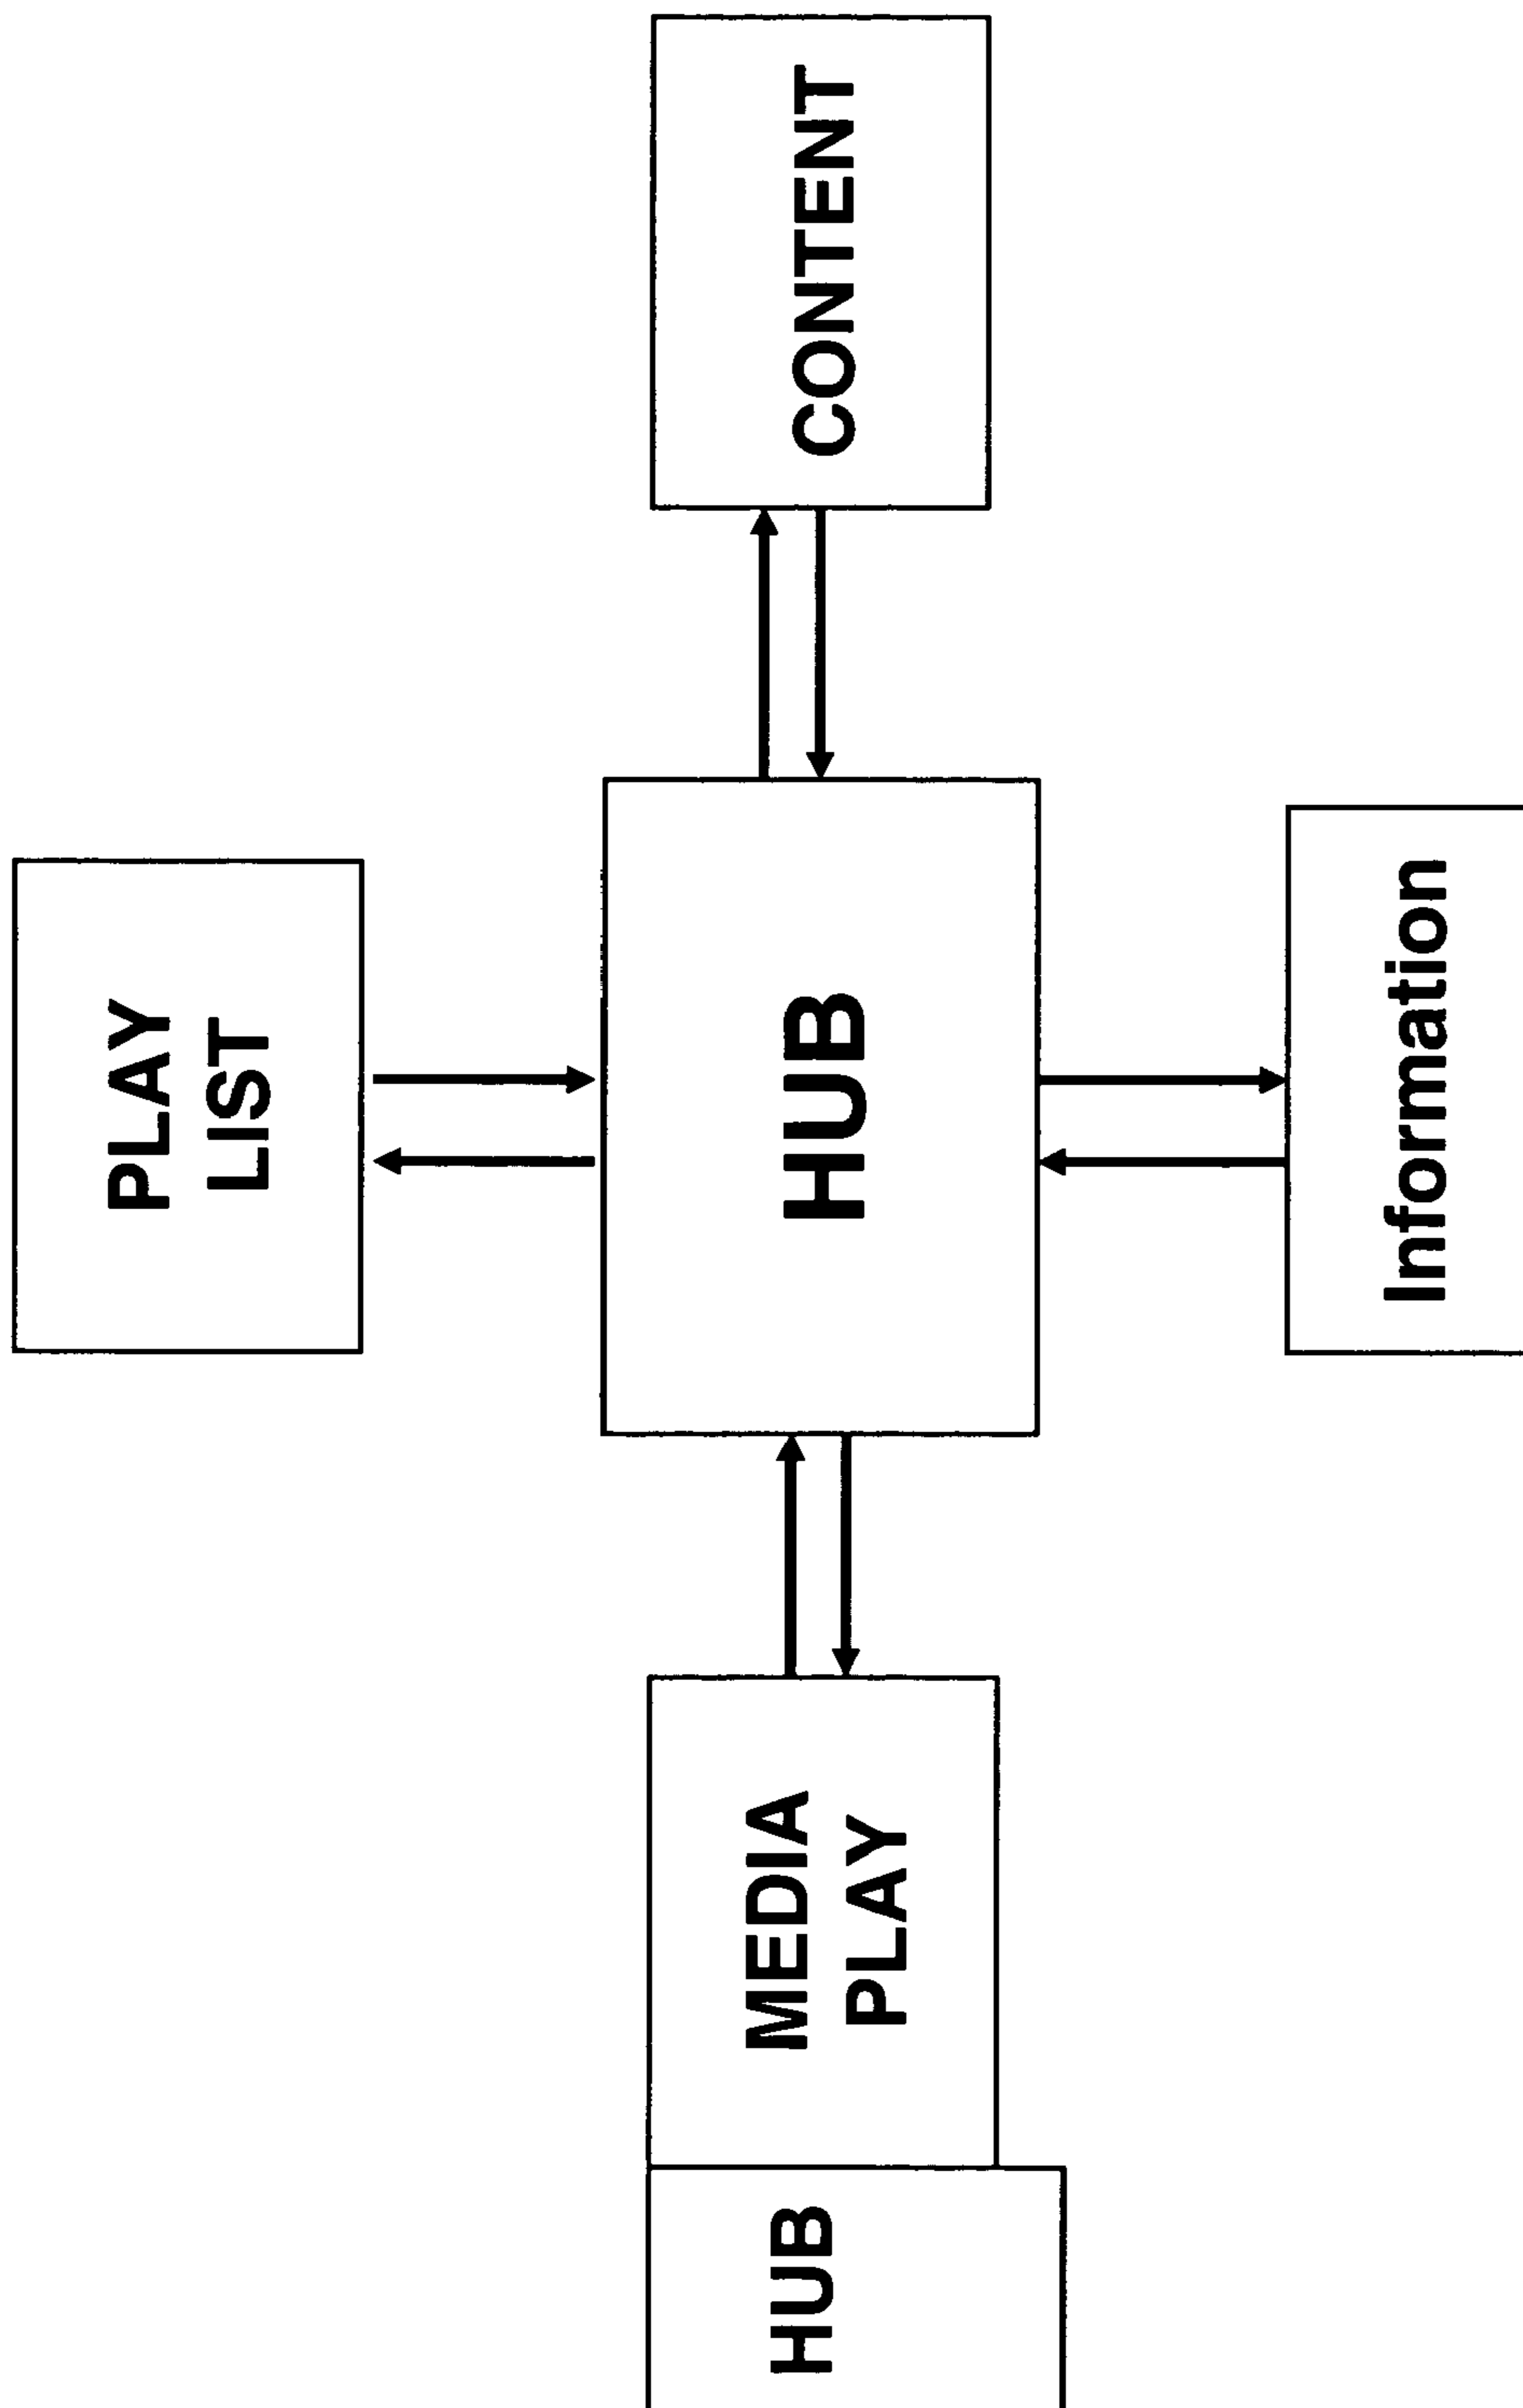 PLAY
LIST
MEDIA
PLAY
HUB
HUB
CONTENT
Information